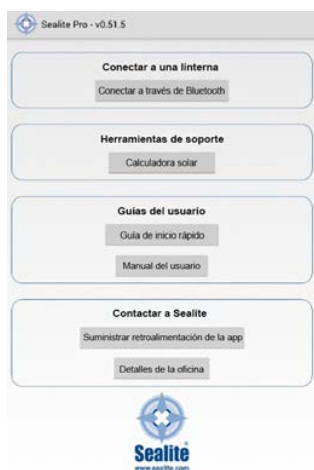 Sealite Pro - v0.51.5
Conectar a una linterna
Conectar a través de Bluetooth
Herramientas de soporte
Calculadora solar
Guías del usuario
Guía de inicio rápido
Manual del usuario
Contactar a Sealite
Suministrar retroalimentación de la app
Detalles de la oficina
Sealite
www.sealite.com